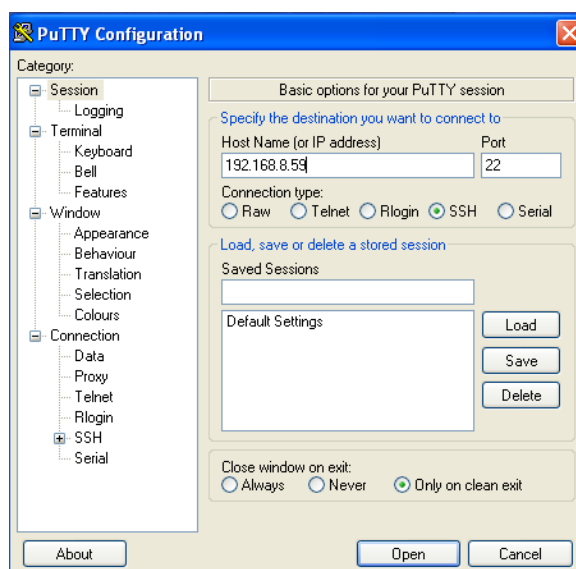 PuTTY Configuration
Category:
Session
Logging
Terminal
Keyboard
Bell
Features
Window
Appearance
Behaviour
Translation
Selection
Colours
Connection
Data
Proxy
Telnet
Rlogin
SSH
Serial
Basic options for your PuTTY session
Specify the destination you want to connect to
Host Name (or IP address) Port
192.168.8.59 22
Connection type:
Raw Telnet Rlogin SSH Serial
Load, save or delete a stored session
Saved Sessions
Default Settings
Load
Save
Delete
Close window on exit:
Always Never Only on clean exit
About Open Cancel